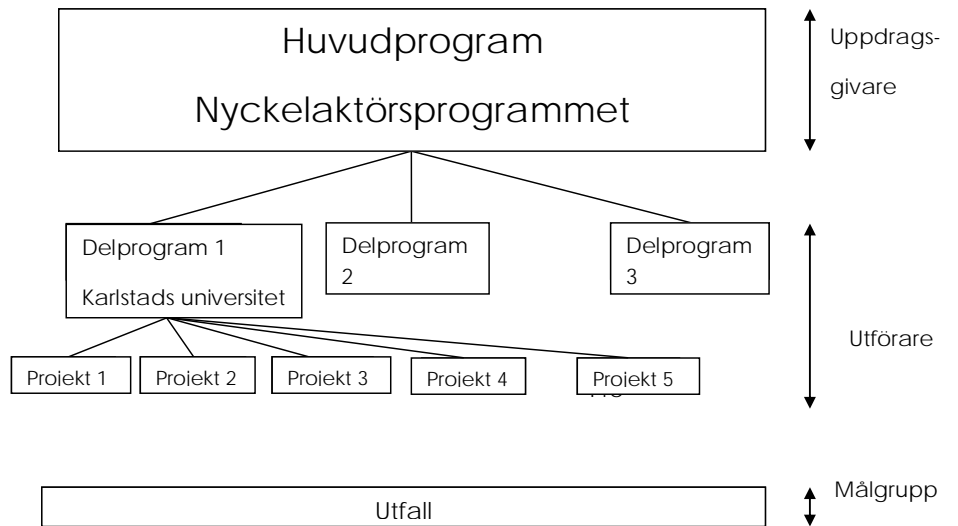 Huvudprogram
Nyckelaktörsprogrammet
Uppdrags-
givare
Delprogram 1
Karlstads universitet
Delprogram
2
Delprogram
3
Utförare
Projekt 1
Projekt 2
Projekt 3
Projekt 4
Projekt 5
Målgrupp
Utfall